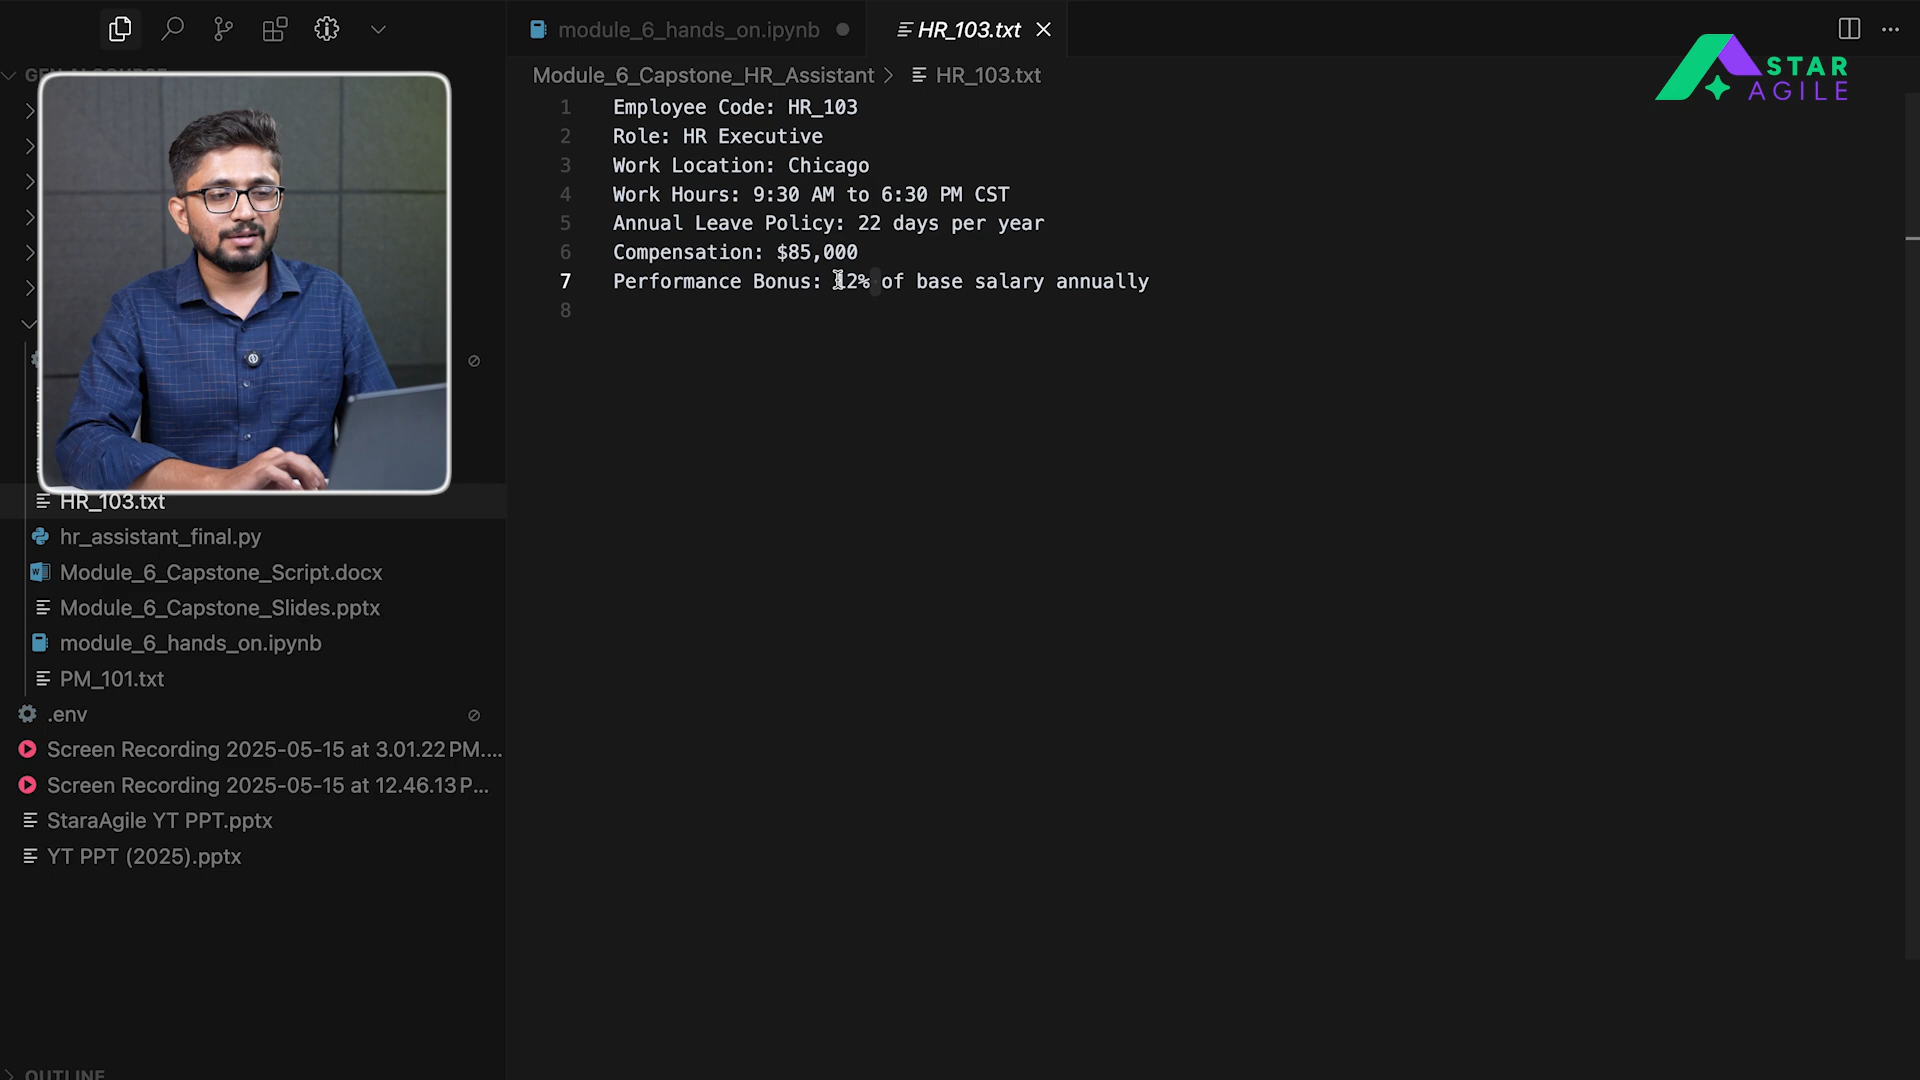 module_6_hands_on.ipynb
HR_103.txt
STAR
AGILE
Module_6_Capstone_HR_Assistant > HR_103.txt
1 Employee Code: HR_103
2 Role: HR Executive
3 Work Location: Chicago
4 Work Hours: 9:30 AM to 6:30 PM CST
5 Annual Leave Policy: 22 days per year
6 Compensation: $85,000
7 Performance Bonus: 12% of base salary annually
8
HR_103.txt
hr_assistant_final.py
Module_6_Capstone_Script.docx
Module_6_Capstone_Slides.pptx
module_6_hands_on.ipynb
PM_101.txt
.env
Screen Recording 2025-05-15 at 3.01.22 PM....
Screen Recording 2025-05-15 at 12.46.13 P...
StaraAgile YT PPT.pptx
YT PPT (2025).pptx
OUTLINE